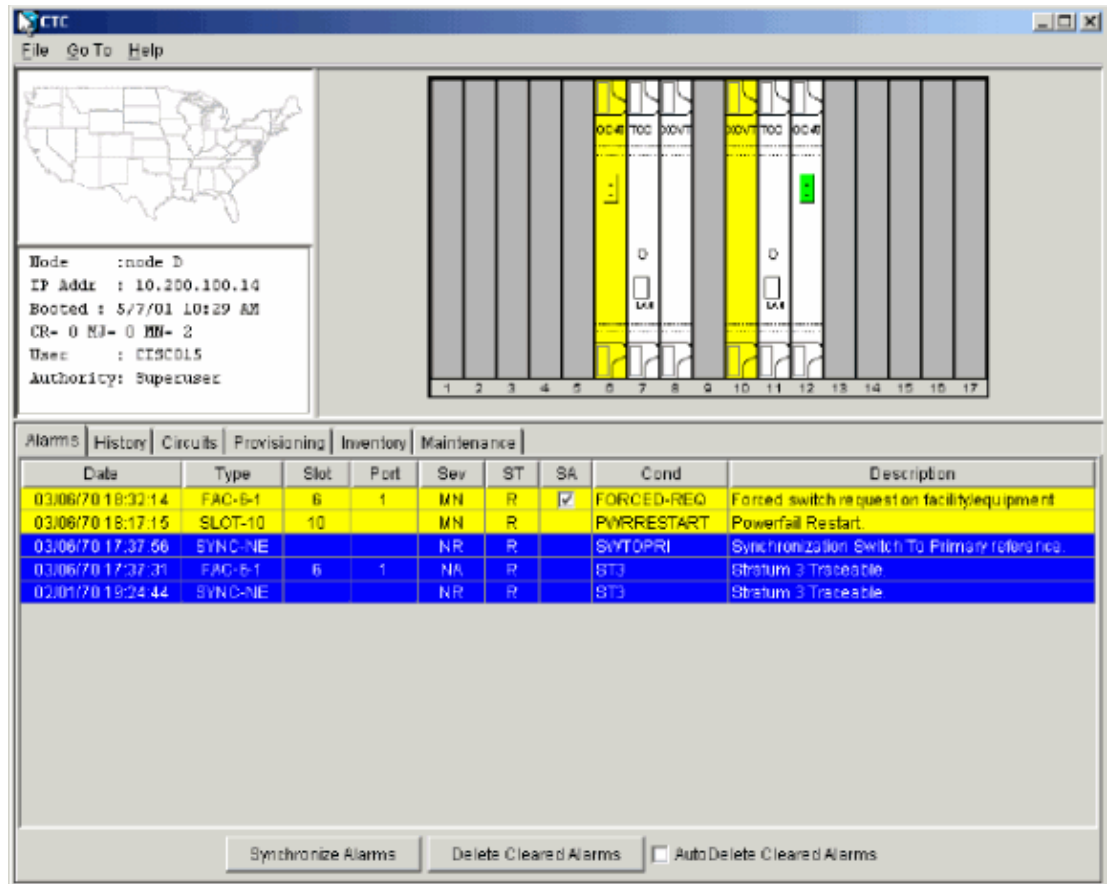 CTC
File Go To Help
Node :node D
IP Addr : 10.200.100.14
Booted : 5/7/01 10:29 AM
CR- 0 MJ- 0 MN- 2
User : CISCO15
Authority: Superuser
OC48 TCC XCVT XCVT TCC OC48
LAN LAN
1 2 3 4 5 6 7 8 9 10 11 12 13 14 15 16 17
Alarms History Circuits Provisioning Inventory Maintenance
Date Type Slot Port Sev ST SA Cond Description
03/06/70 18:32:14 FAC-6-1 6 1 MN R FORCED-REQ Forced switch request on facility/equipment
03/06/70 18:17:15 SLOT-10 10 MN R PWRRESTART Powerfail Restart.
03/06/70 17:37:56 SYNC-NE NR R SWTOPRI Synchronization Switch To Primary reference.
03/06/70 17:37:31 FAC-6-1 6 1 NA R ST3 Stratum 3 Traceable.
02/01/70 19:24:44 SYNC-NE NR R ST3 Stratum 3 Traceable.
Synchronize Alarms Delete Cleared Alarms AutoDelete Cleared Alarms